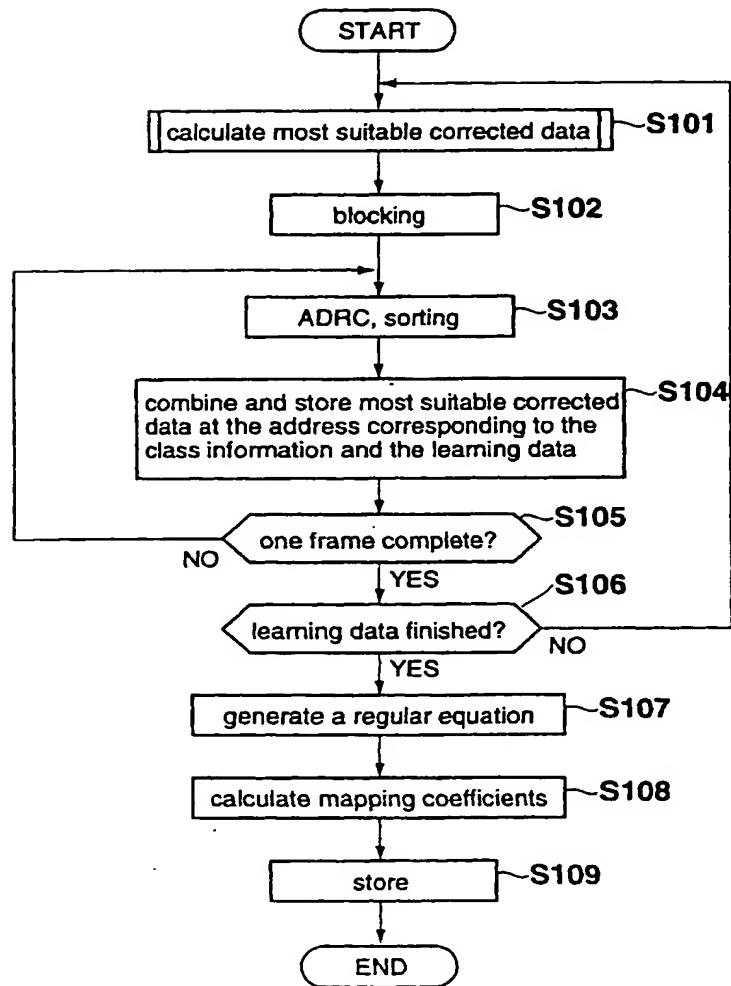 START
calculate most suitable corrected data
S101
blocking
S102
ADRC, sorting
S103
combine and store most suitable corrected
data at the address corresponding to the
class information and the learning data
S104
one frame complete?
S105
NO
YES
learning data finished?
S106
NO
YES
generate a regular equation
S107
calculate mapping coefficients
S108
store
S109
END